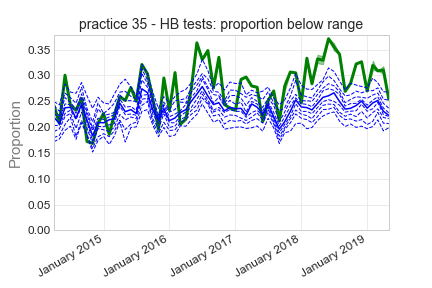 practice 35 - HB tests: proportion below range
Proportion
0.35
0.30
0.25
0.20
0.15
0.10
0.05
0.00
January 2015
January 2016
January 2017
January 2018
January 2019